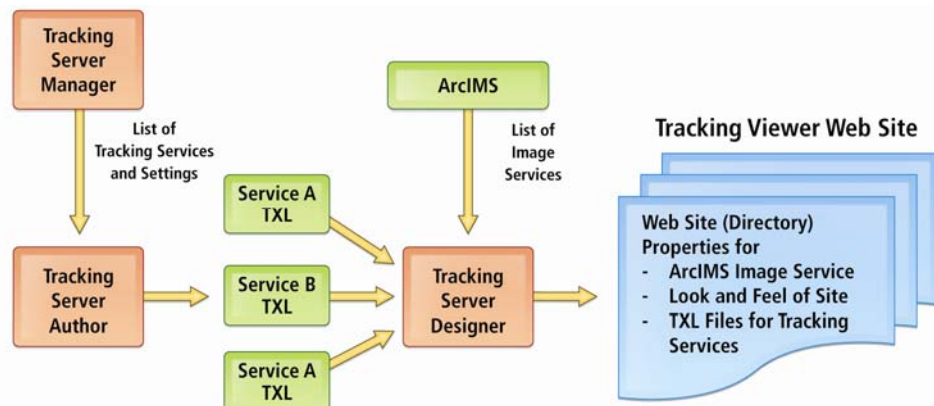 Tracking
Server
Manager
ArcIMS
List of
Tracking Services
and Settings
List of
Image
Services
Tracking Viewer Web Site
Service A
TXL
Tracking
Server
Author
Service B
TXL
Tracking
Server
Designer
Service A
TXL
Web Site (Directory)
Properties for
- ArcIMS Image Service
- Look and Feel of Site
- TXL Files for Tracking
Services